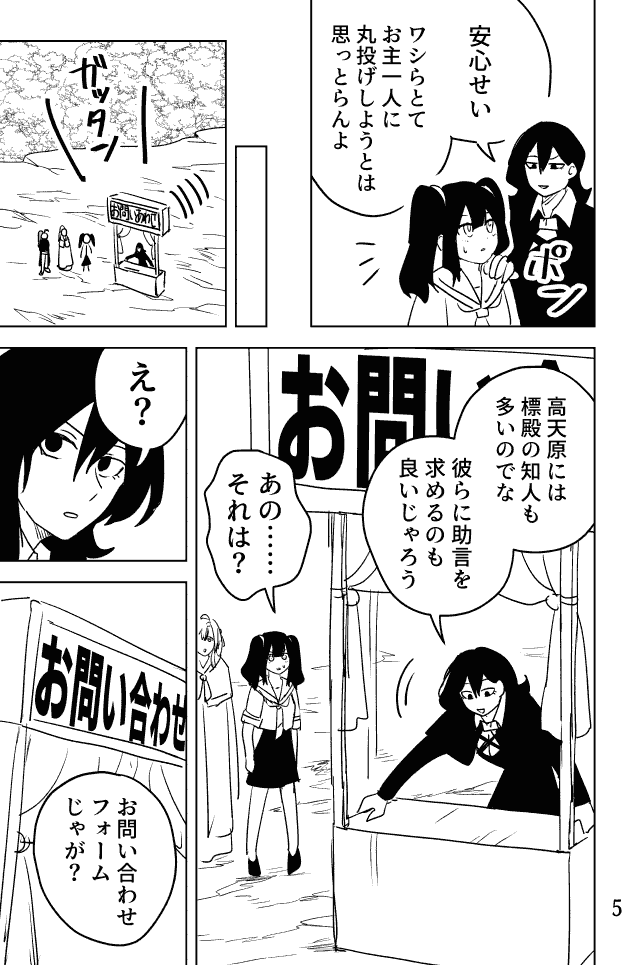 安心せい
ワシらとて
お主一人に
丸投げしようとは
思っとらんよ
ポン
ガッタン
お問い合わせ
高天原には
標殿の知人も
多いのでな
彼らに助言を
求めるのも
良いじゃろう
お問い
あの……
それは？
え？
お問い合わせ
お問い合わせ
フォーム
じゃが？
5